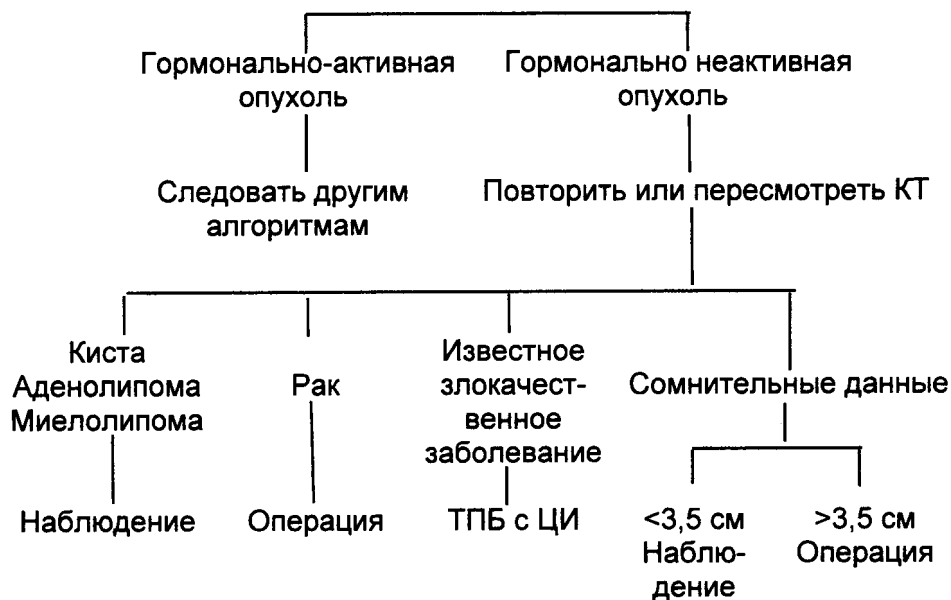 Гормонально-активная
опухоль
Гормонально неактивная
опухоль
Следовать другим
алгоритмам
Повторить или пересмотреть КТ
Киста
Аденолипома
Миелолипома
Рак
Известное
злокачест-
венное
заболевание
Сомнительные данные
Наблюдение
Операция
ТПБ с ЦИ
<3,5 см
Наблю-
дение
>3,5 см
Операция